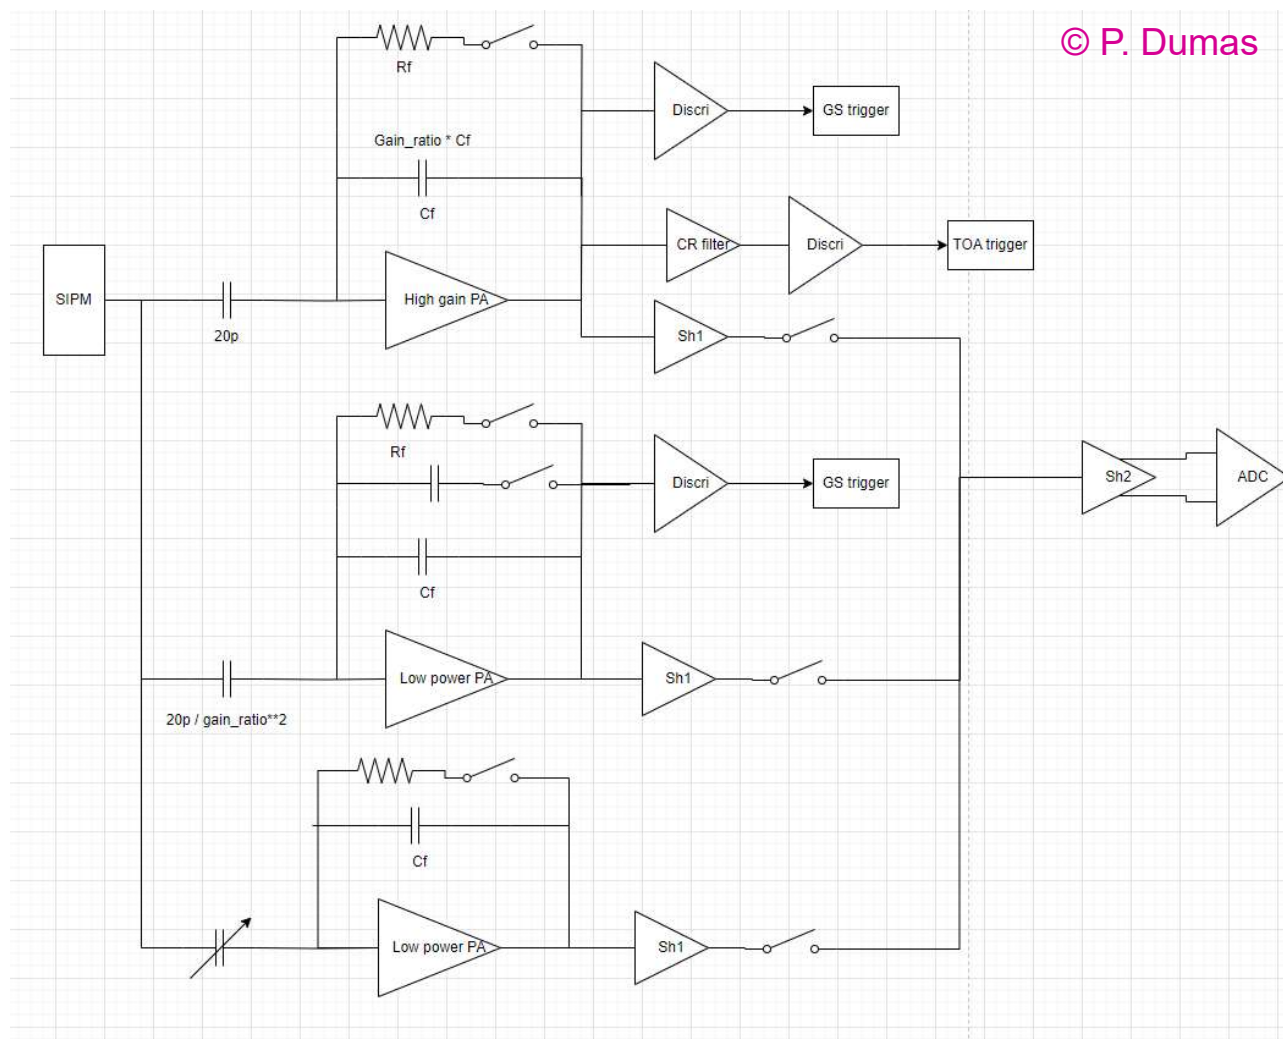 © P. Dumas
Rf
Discri
GS trigger
Gain_ratio * Cf
Cf
CR filter
Discri
TOA trigger
SIPM
High gain PA
20p
Sh1
Rf
Discri
GS trigger
Sh2
ADC
Cf
Low power PA
Sh1
20p / gain_ratio**2
Cf
Low power PA
Sh1